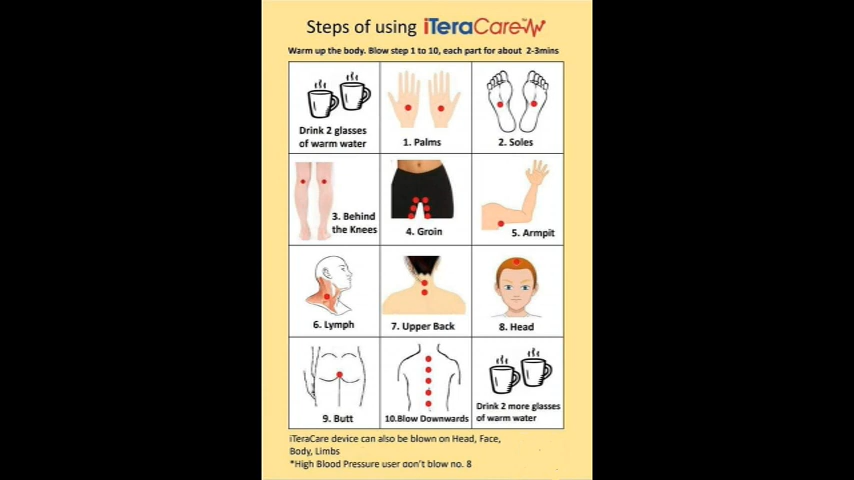 Steps of using iTeraCare
Warm up the body. Blow step 1 to 10, each part for about 2-3mins
Drink 2 glasses
of warm water
1. Palms
2. Soles
3. Behind
the Knees
4. Groin
5. Armpit
6. Lymph
7. Upper Back
8. Head
9. Butt
10.Blow Downwards
Drink 2 more glasses
of warm water
iTeraCare device can also be blown on Head, Face,
Body, Limbs
*High Blood Pressure user don't blow no. 8